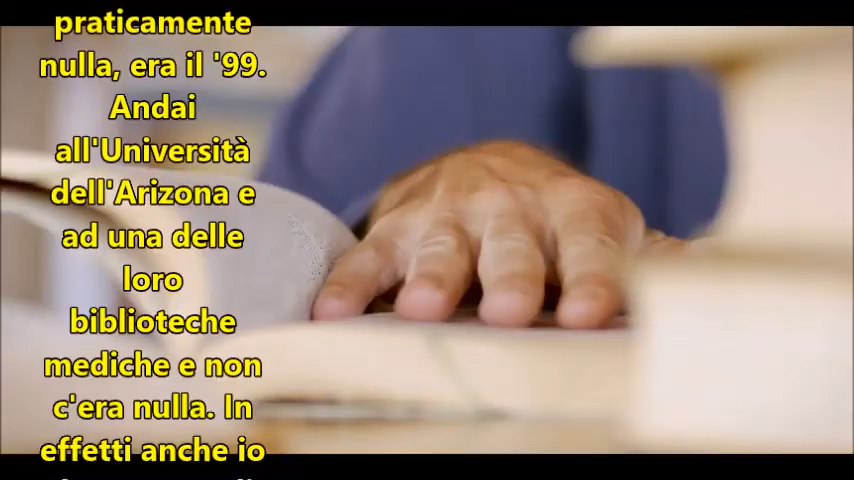 praticamente
nulla, era il '99.
Andai
all'Università
dell'Arizona e
ad una delle
loro
biblioteche
mediche e non
c'era nulla. In
effetti anche io